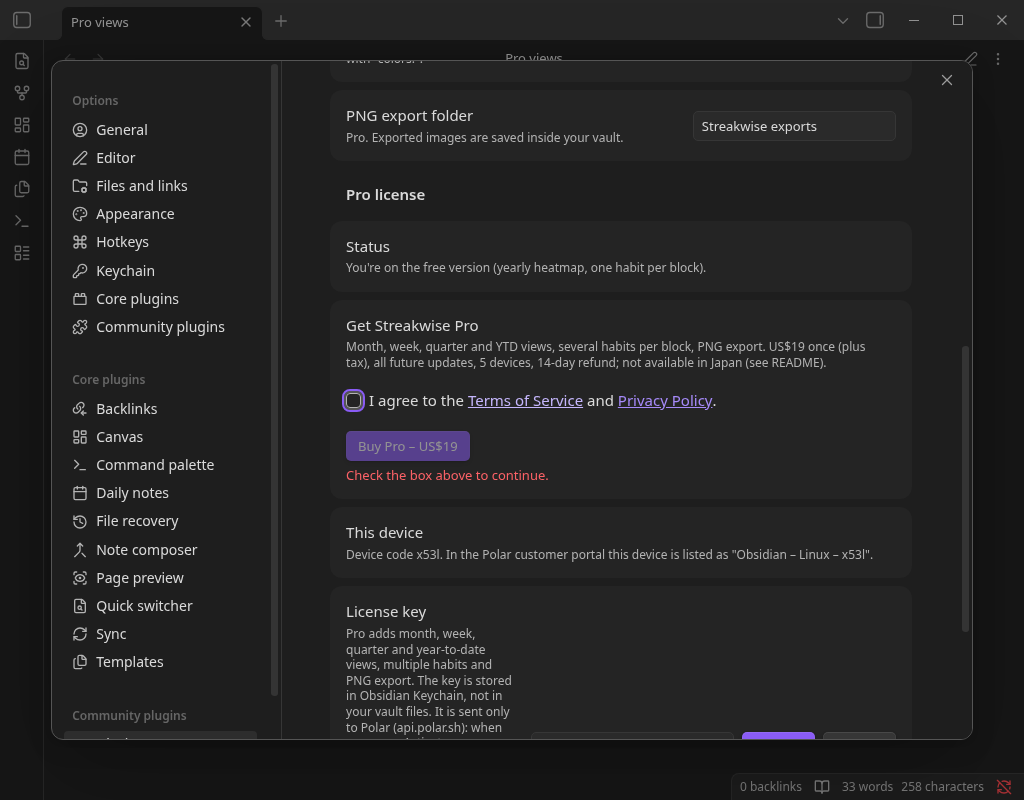 Pro views
Pro views
Options
General
Editor
Files and links
Appearance
Hotkeys
Keychain
Core plugins
Community plugins
Core plugins
Backlinks
Canvas
Command palette
Daily notes
File recovery
Note composer
Page preview
Quick switcher
Sync
Templates
Community plugins
PNG export folder
Pro. Exported images are saved inside your vault.
Streakwise exports
Pro license
Status
You're on the free version (yearly heatmap, one habit per block).
Get Streakwise Pro
Month, week, quarter and YTD views, several habits per block, PNG export. US$19 once (plus
tax), all future updates, 5 devices, 14-day refund; not available in Japan (see README).
I agree to the Terms of Service and Privacy Policy.
Buy Pro – US$19
Check the box above to continue.
This device
Device code x53l. In the Polar customer portal this device is listed as "Obsidian – Linux – x53l".
License key
Pro adds month, week,
quarter and year-to-date
views, multiple habits and
PNG export. The key is stored
in Obsidian Keychain, not in
your vault files. It is sent only
to Polar (api.polar.sh): when
0 backlinks
33 words
258 characters